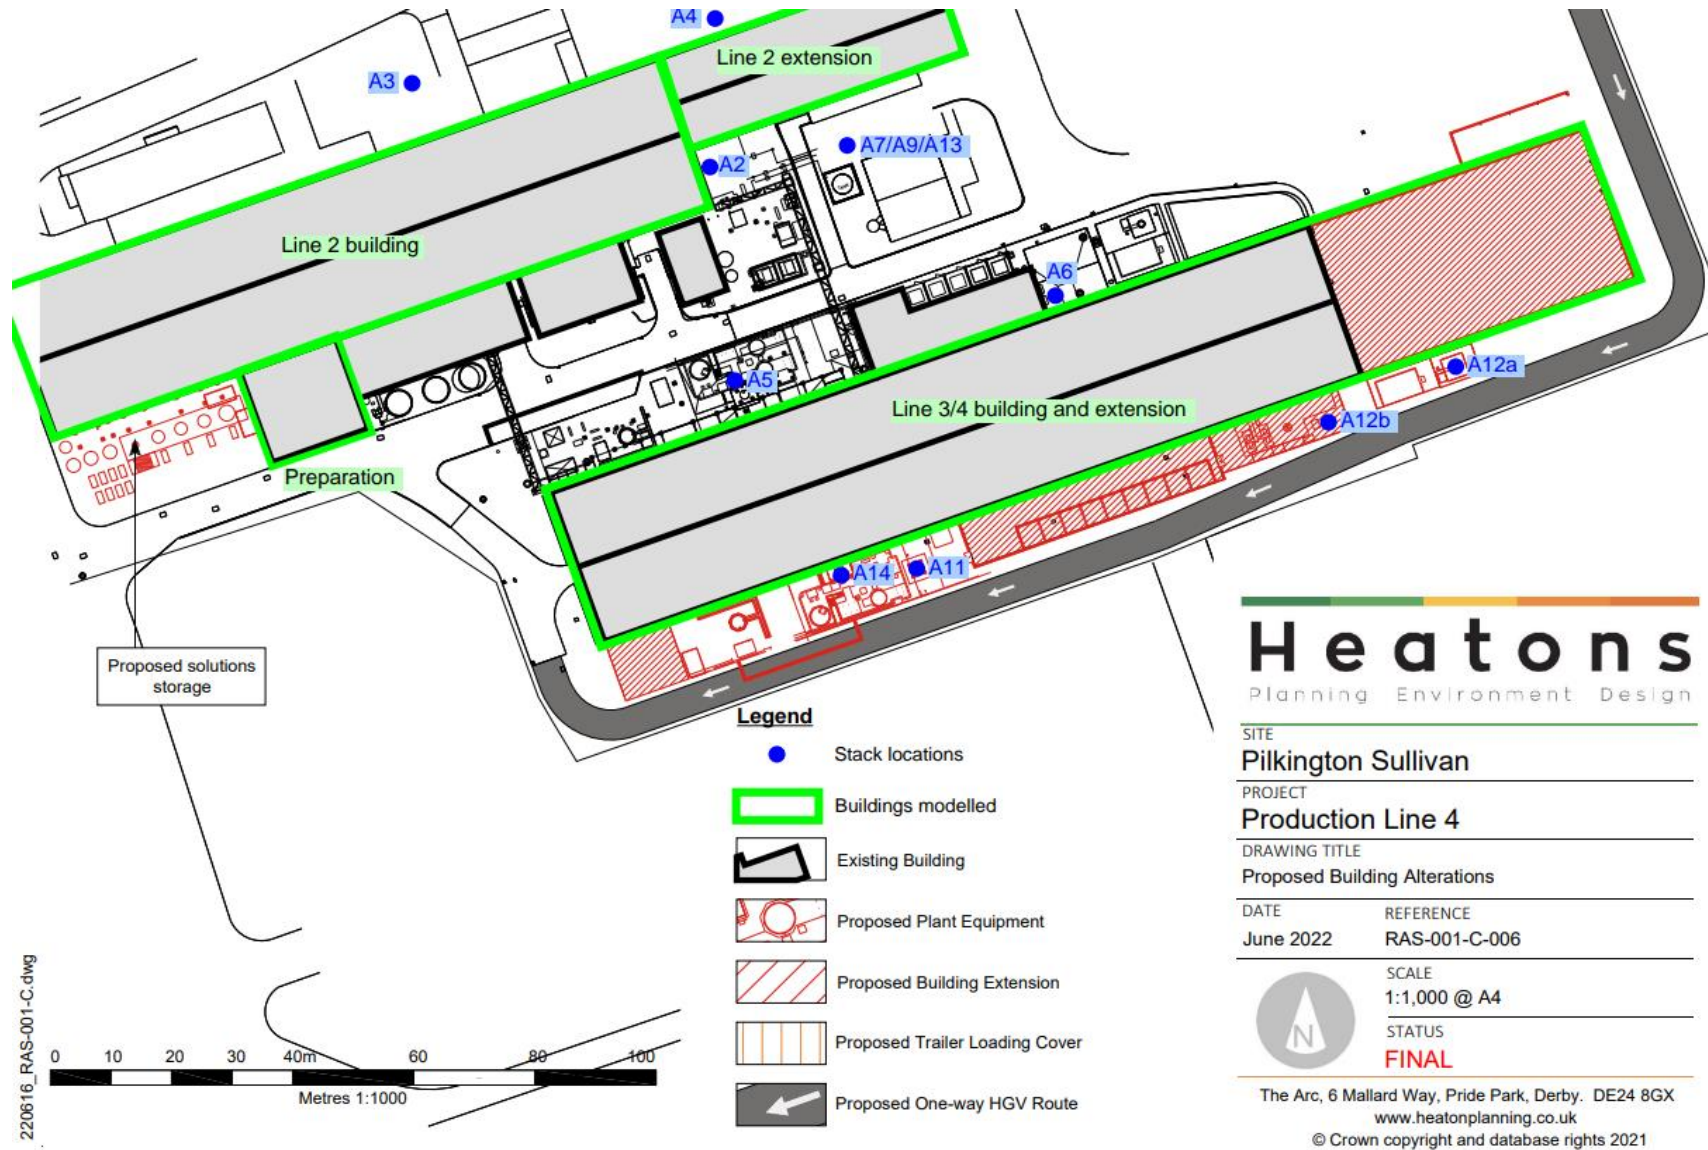 A4
Line 2 extension
A3
A7/A9/A13
A2
Line 2 building
A6
A5
A12a
Line 3/4 building and extension
A12b
Preparation
A14
A11
Proposed solutions
storage
Legend
Stack locations
Buildings modelled
Existing Building
Proposed Plant Equipment
Proposed Building Extension
Proposed Trailer Loading Cover
Proposed One-way HGV Route
220616_RAS-001-C.dwg
0 10 20 30 40m 60 80 100
Metres 1:1000
Heatons
Planning Environment Design
SITE
Pilkington Sullivan
PROJECT
Production Line 4
DRAWING TITLE
Proposed Building Alterations
DATE REFERENCE
June 2022 RAS-001-C-006
SCALE
1:1,000 @ A4
N
STATUS
FINAL
The Arc, 6 Mallard Way, Pride Park, Derby. DE24 8GX
www.heatonplanning.co.uk
© Crown copyright and database rights 2021